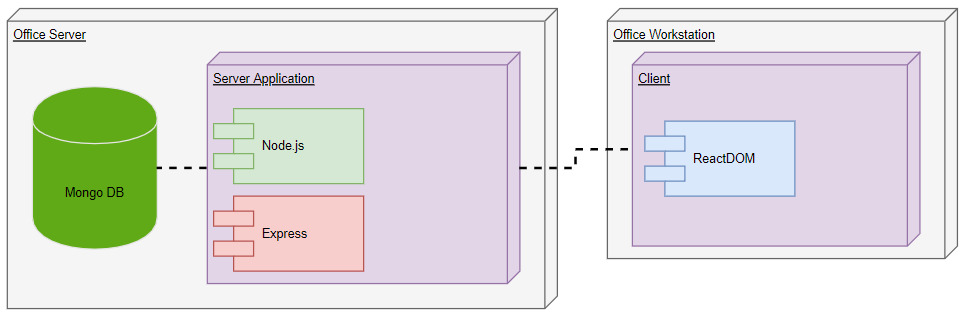 Office Server
Server Application
Node.js
Mongo DB
Express
Office Workstation
Client
ReactDOM